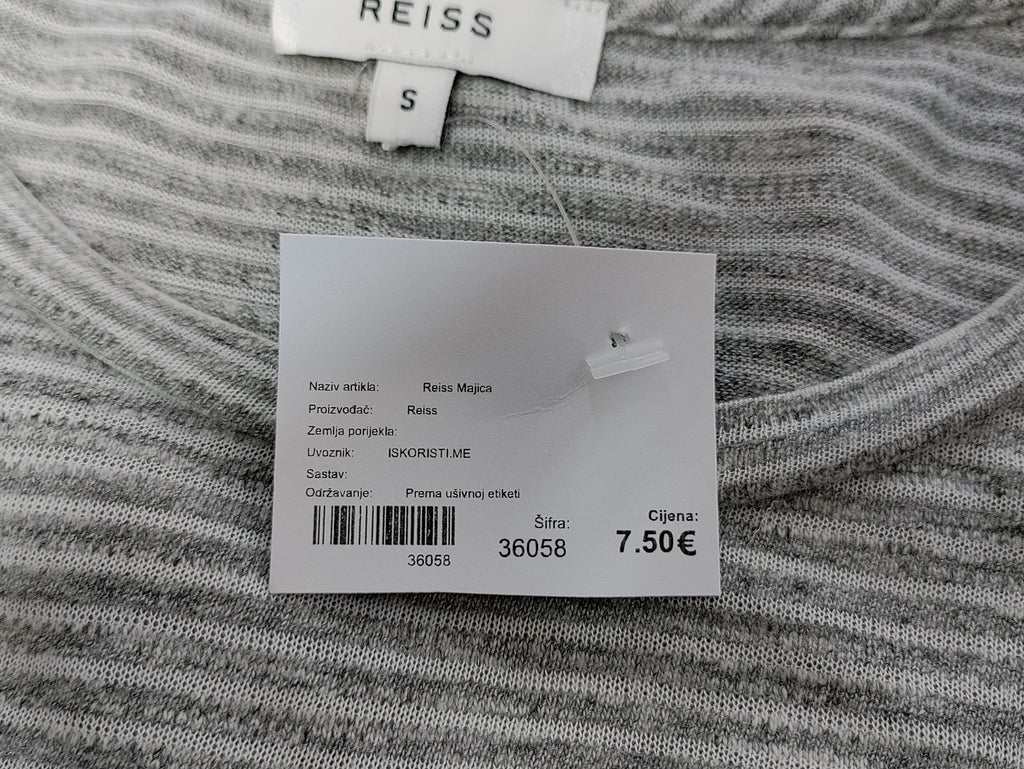 REISS
S
Naziv artikla: Reiss Majica
Proizvođač: Reiss
Zemlja porijekla:
Uvoznik: ISKORISTI.ME
Sastav:
Održavanje: Prema ušivnoj etiketi
36058
Šifra:
36058
Cijena:
7.50€